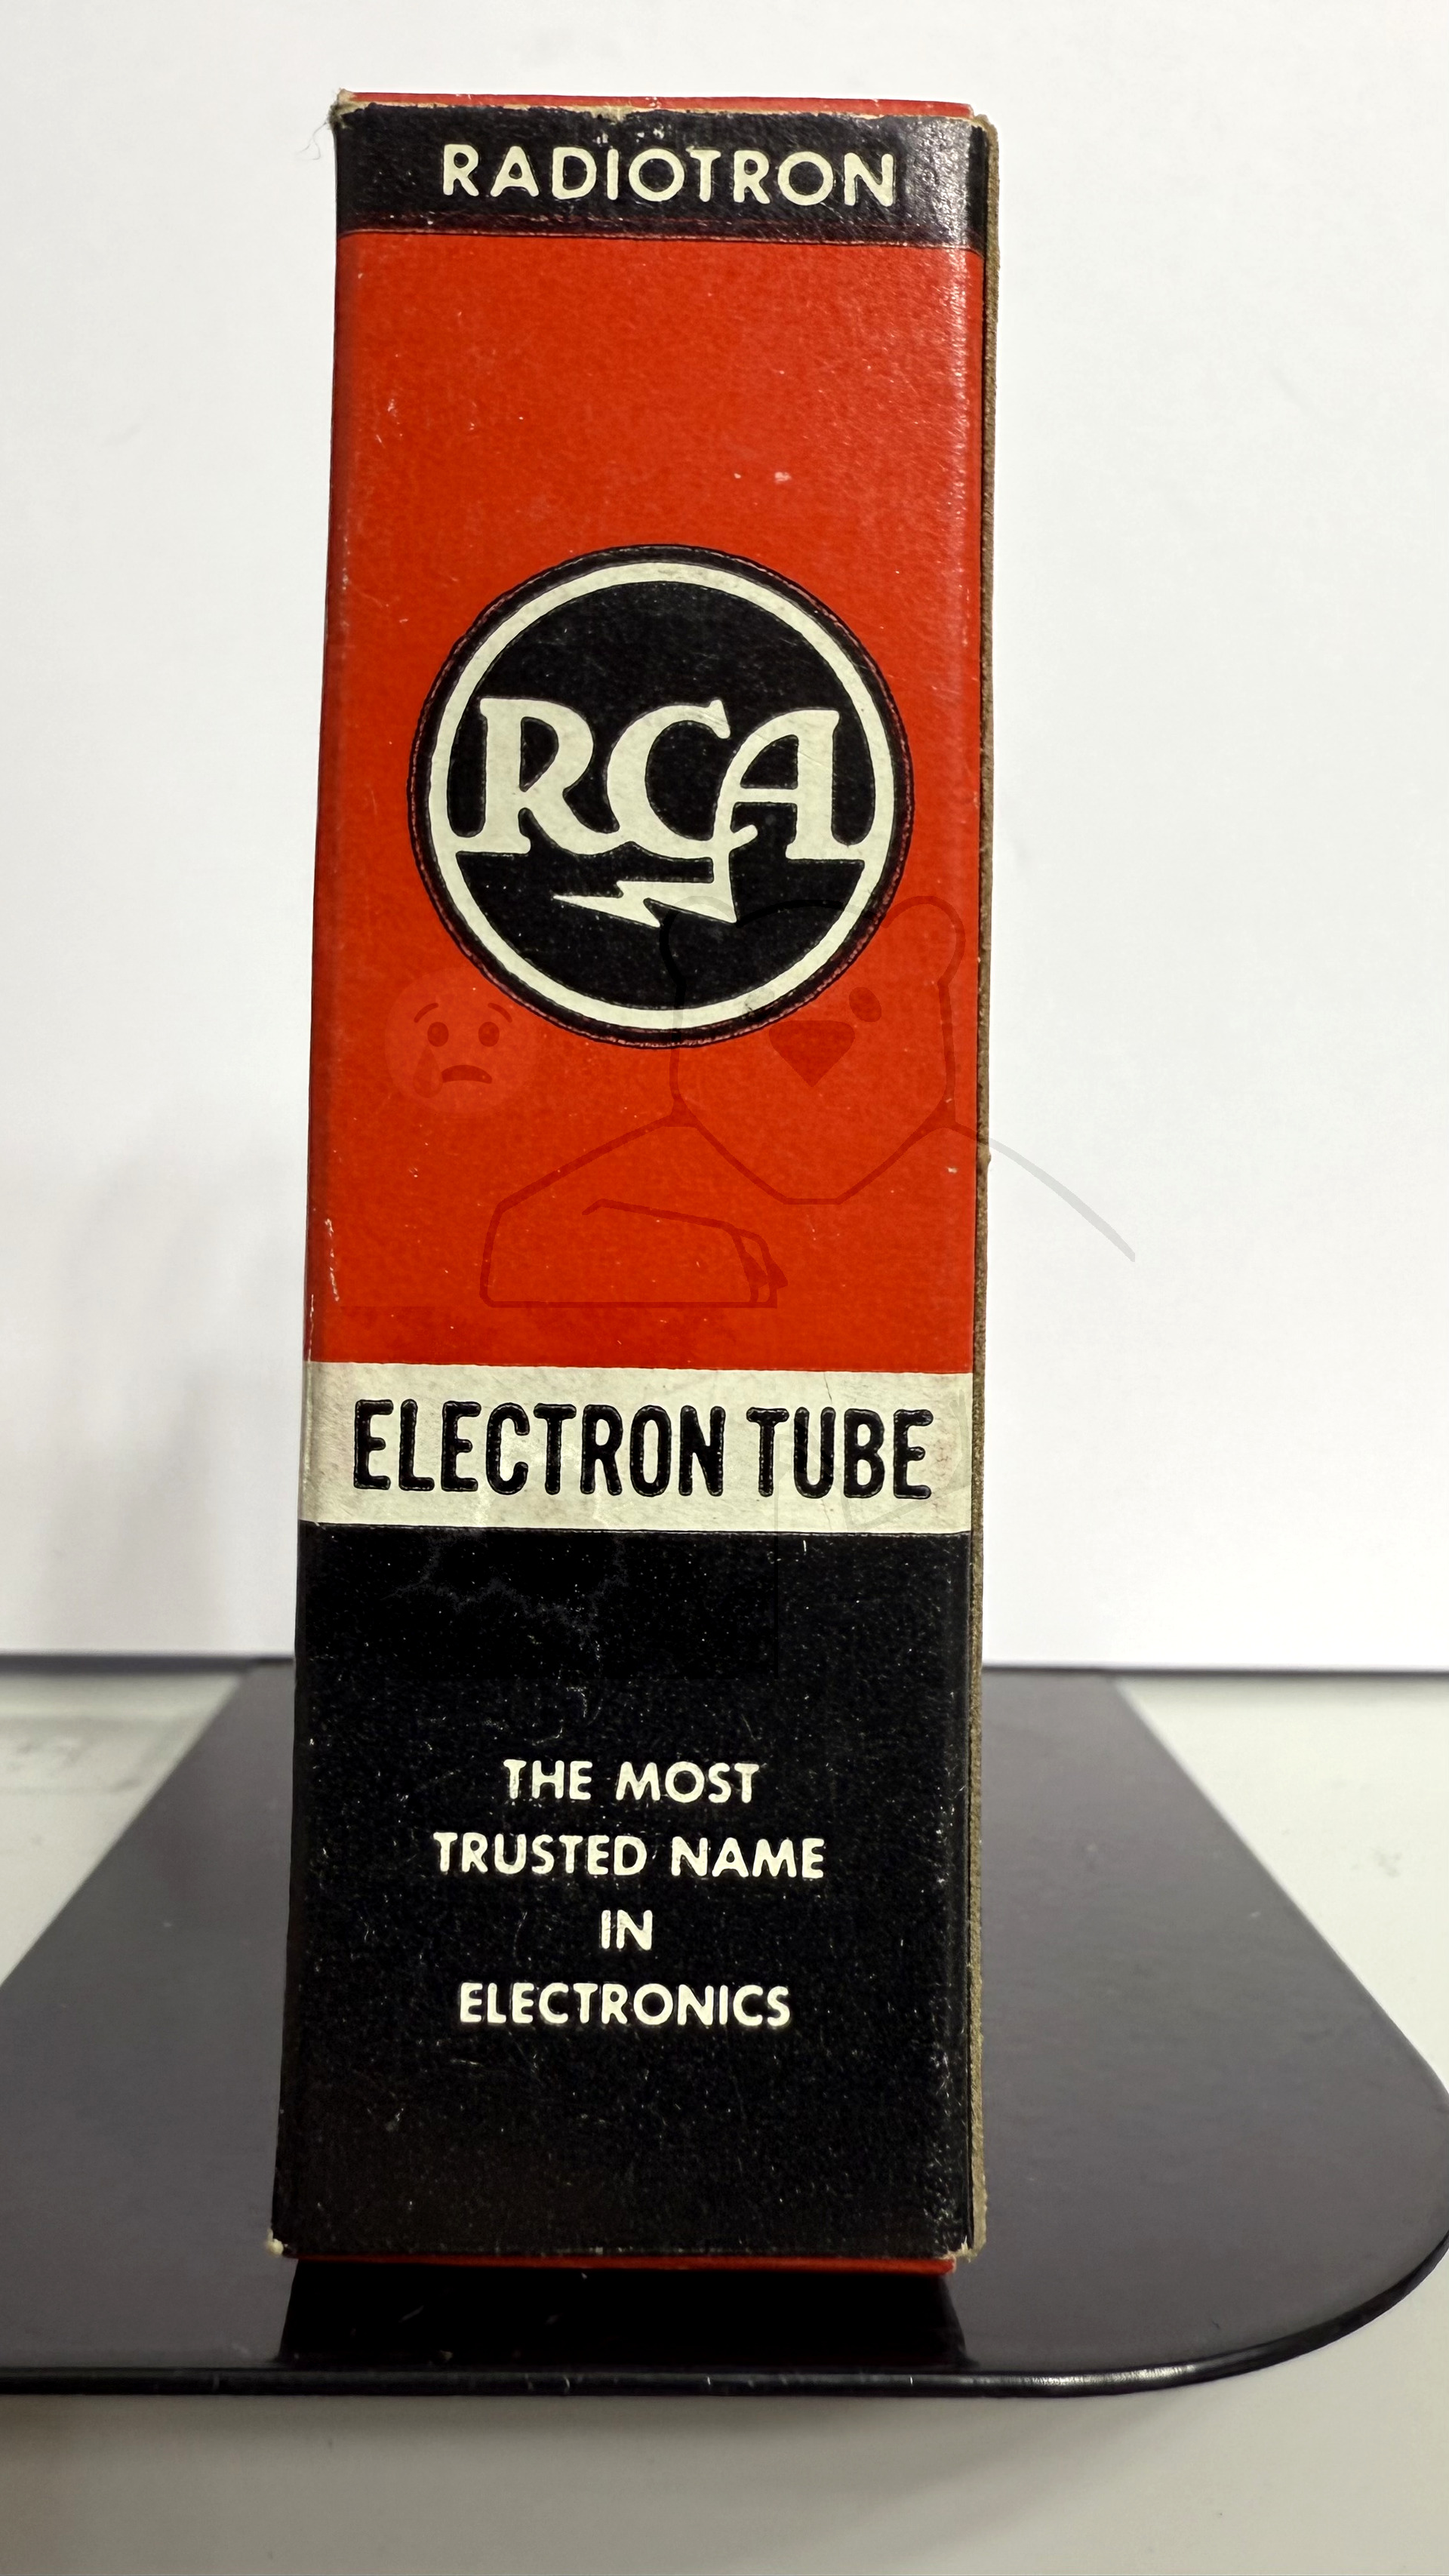 RADIOTRON
RCA
ELECTRON TUBE
THE MOST
TRUSTED NAME
IN
ELECTRONICS